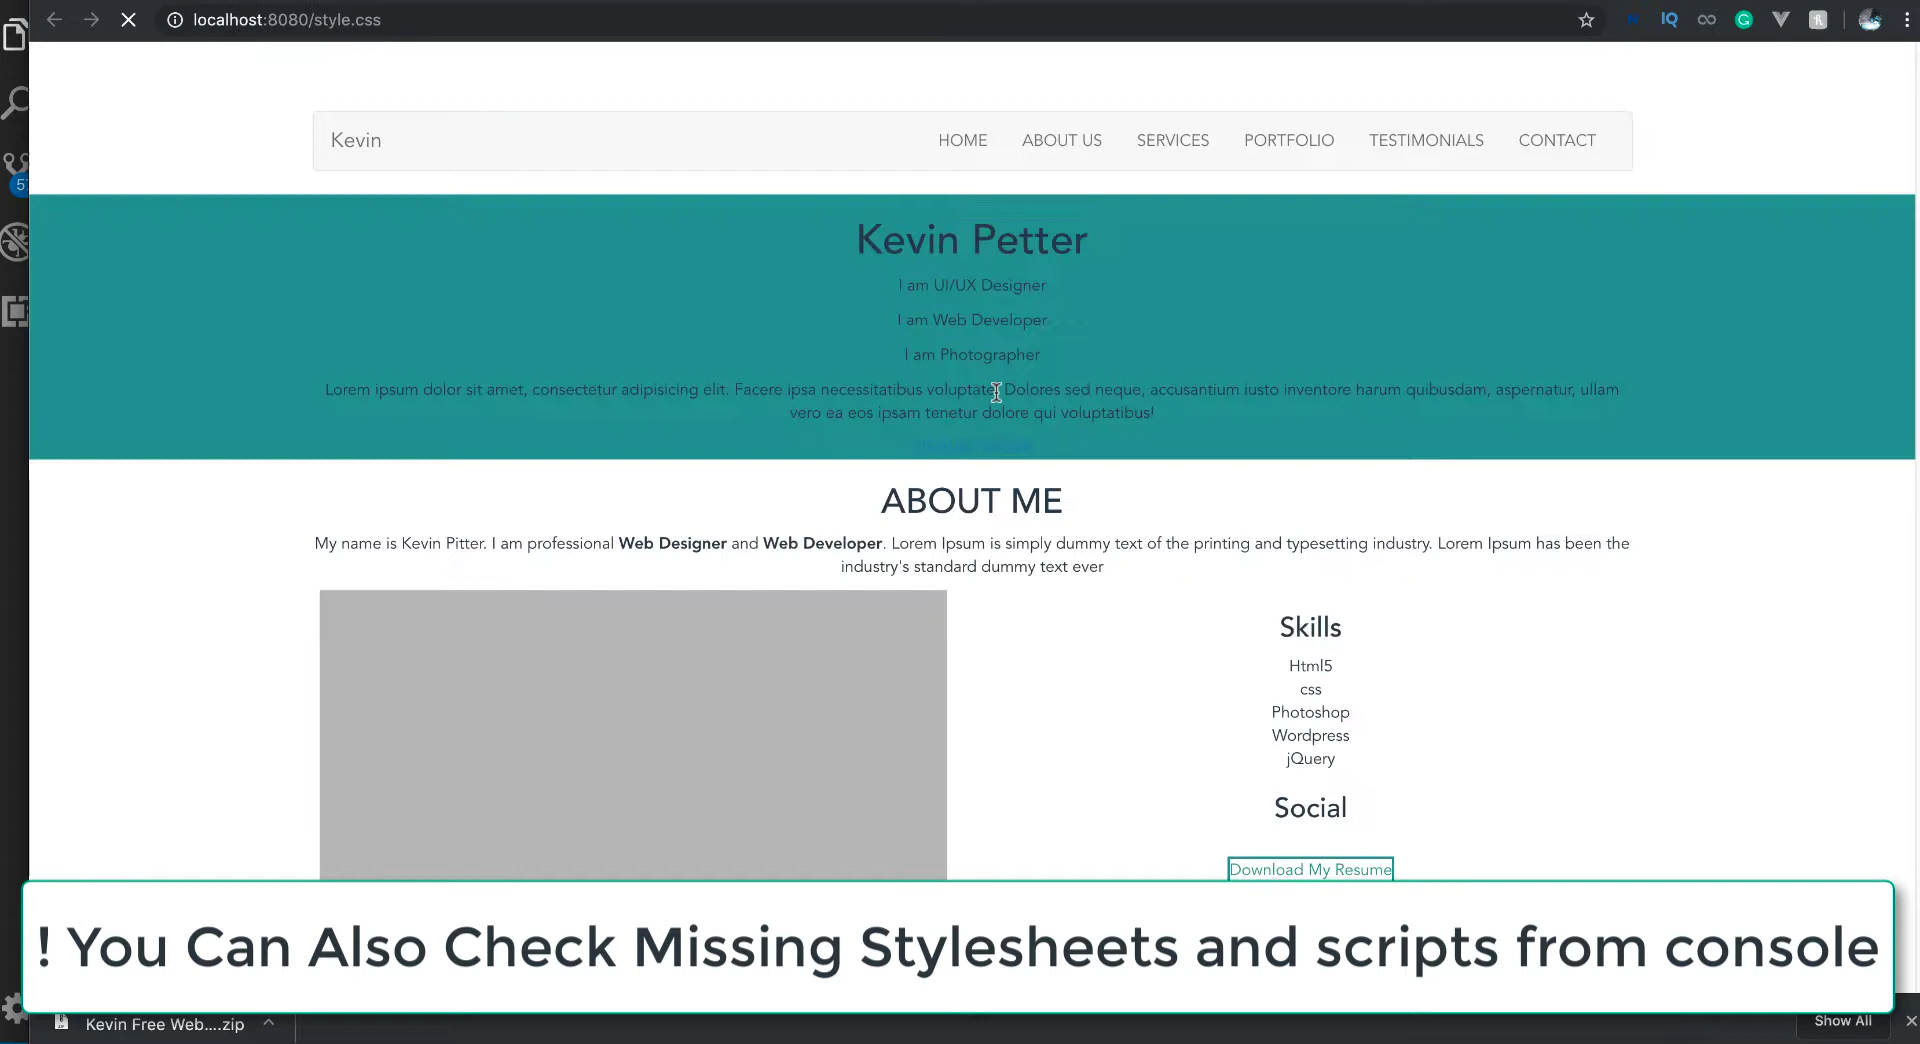 localhost:8080/style.css
IQ
Kevin
HOME
ABOUT US
SERVICES
PORTFOLIO
TESTIMONIALS
CONTACT
Kevin Petter
I am UI/UX Designer
I am Web Developer
I am Photographer
Lorem ipsum dolor sit amet, consectetur adipisicing elit. Facere ipsa necessitatibus voluptate Dolores sed neque, accusantium iusto inventore harum quibusdam, aspernatur, ullam
vero ea eos ipsam tenetur dolore qui voluptatibus!
ABOUT ME
My name is Kevin Pitter. I am professional Web Designer and Web Developer. Lorem Ipsum is simply dummy text of the printing and typesetting industry. Lorem Ipsum has been the
industry's standard dummy text ever
Skills
Html5
css
Photoshop
Wordpress
jQuery
Social
Download My Resume
! You Can Also Check Missing Stylesheets and scripts from console
Kevin Free Web....zip
Show All